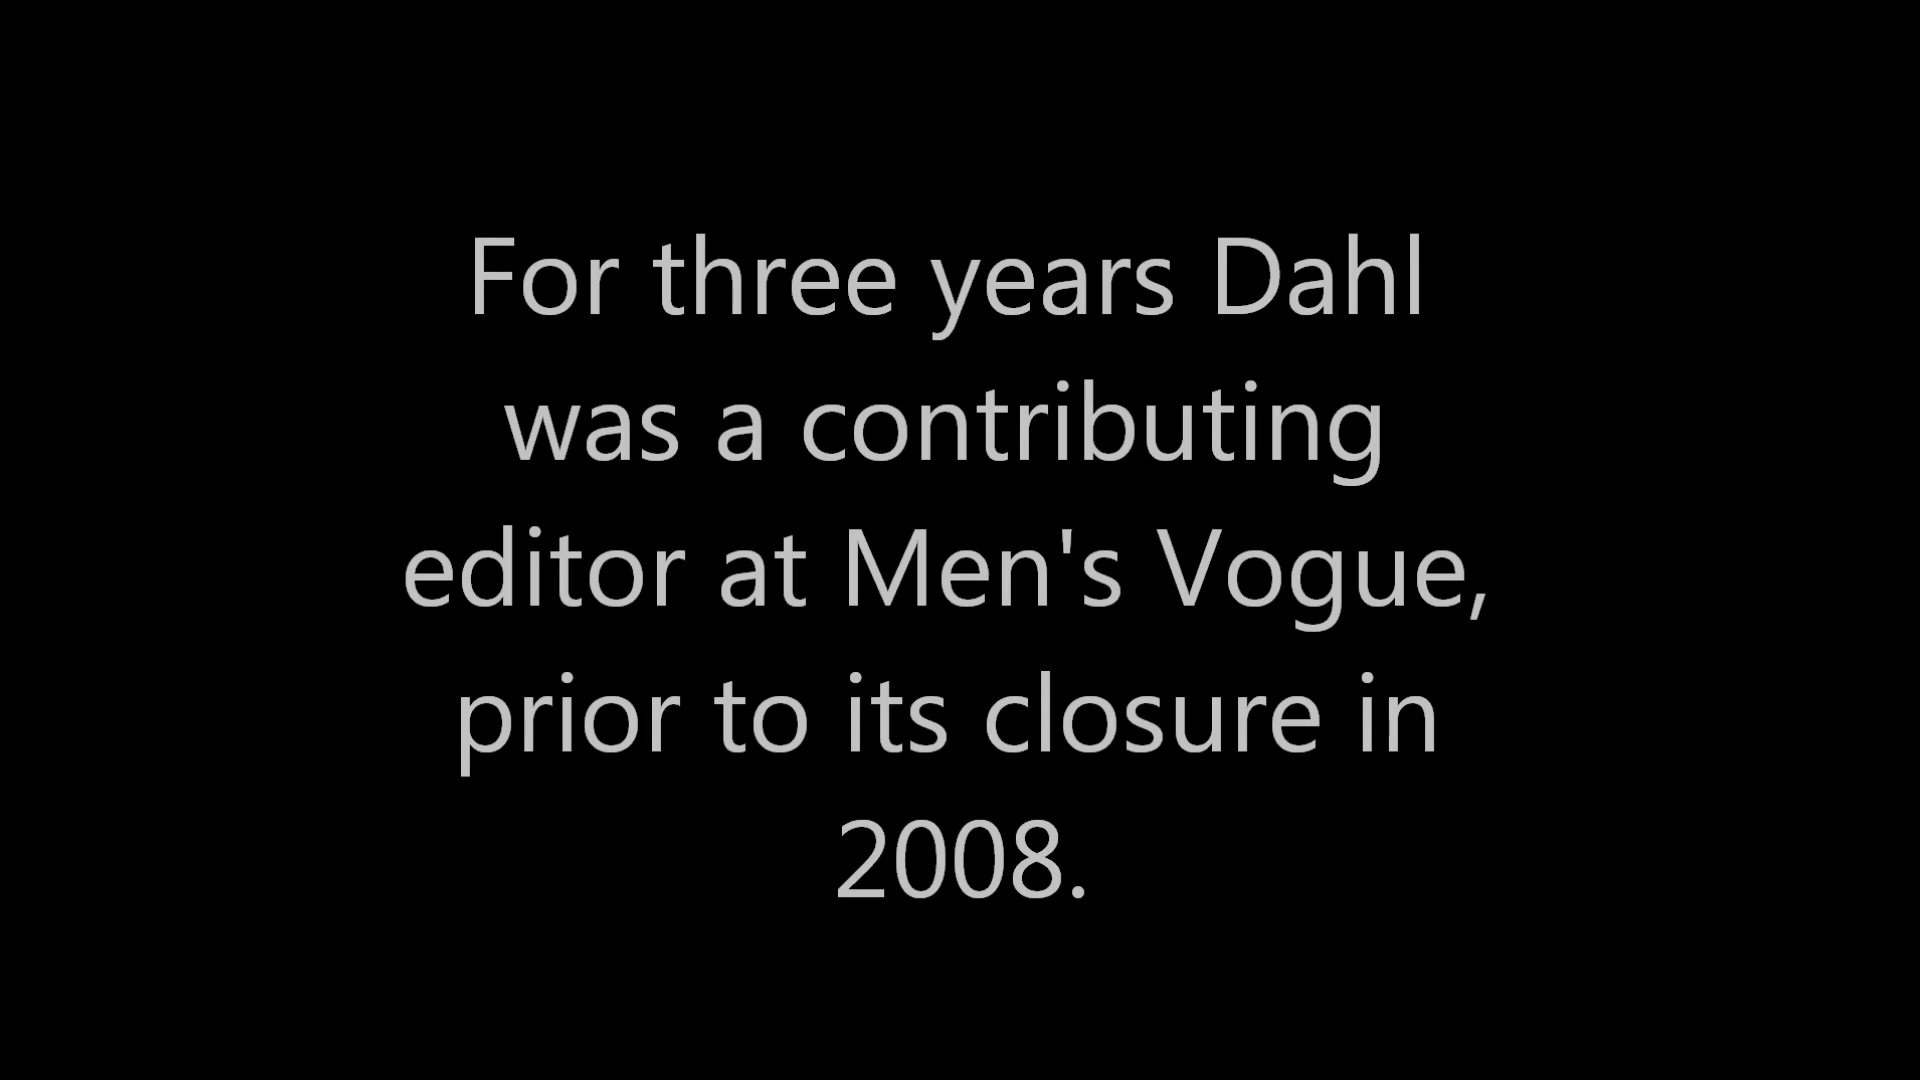 For three years Dahl
was a contributing
editor at Men's Vogue,
prior to its closure in
2008.